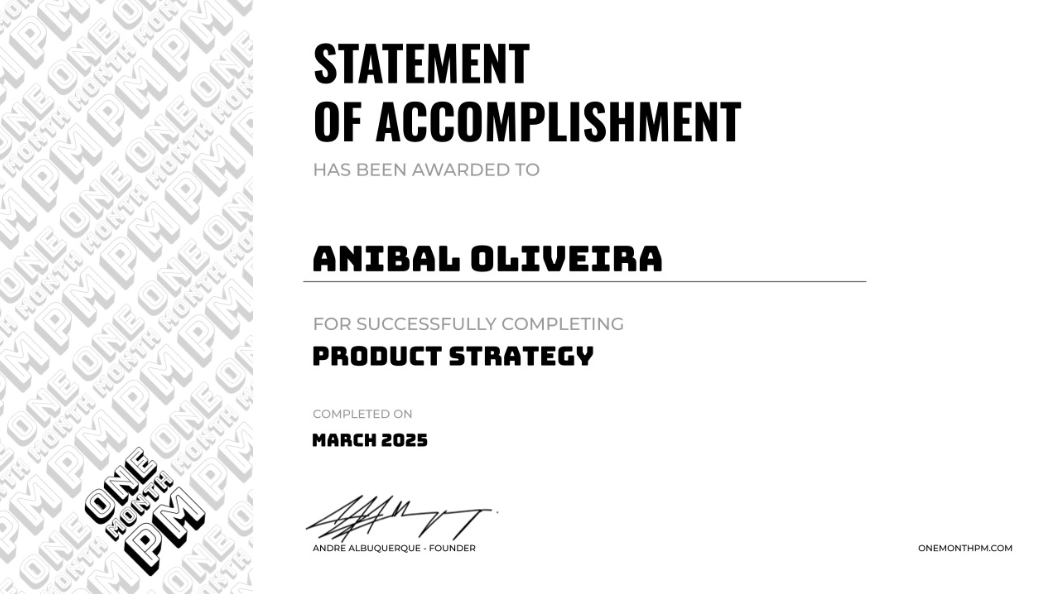 STATEMENT
OF ACCOMPLISHMENT
HAS BEEN AWARDED TO
ANIBAL OLIVEIRA
FOR SUCCESSFULLY COMPLETING
PRODUCT STRATEGY
COMPLETED ON
MARCH 2025
ONE
MONTH
PM
ANDRE ALBUQUERQUE - FOUNDER
ONEMONTHPM.COM